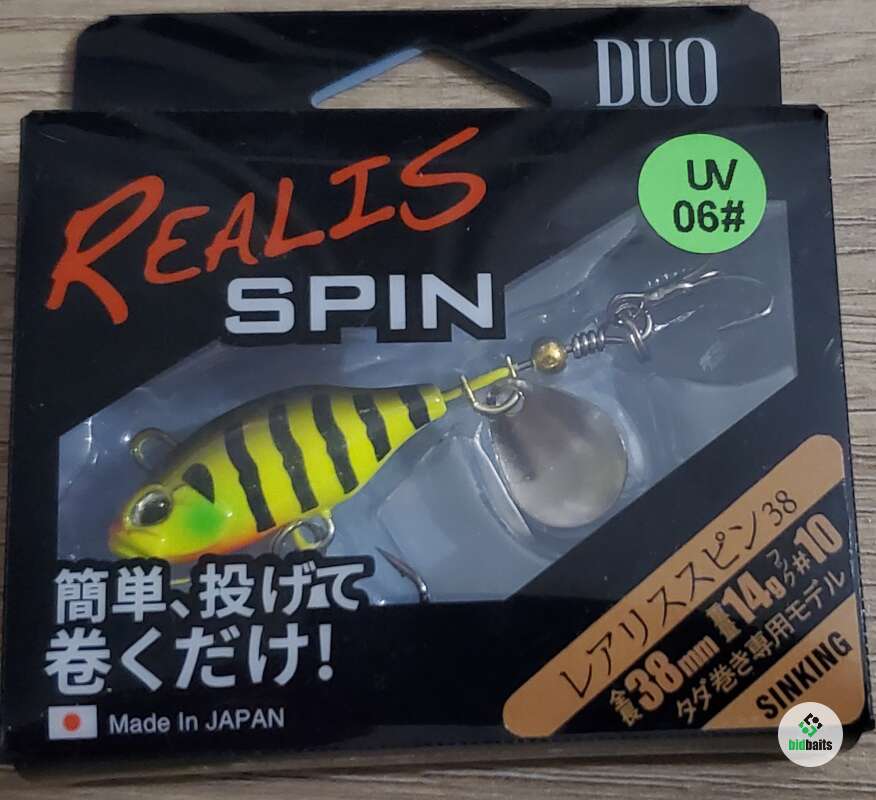 DUO
REALIS
SPIN
UV
06#
簡単、投げて
巻くだけ!
Made In JAPAN
レアリススピン38
全長38mm 重量14g フック#10
タダ巻き専用モデル
SINKING
bidbaits